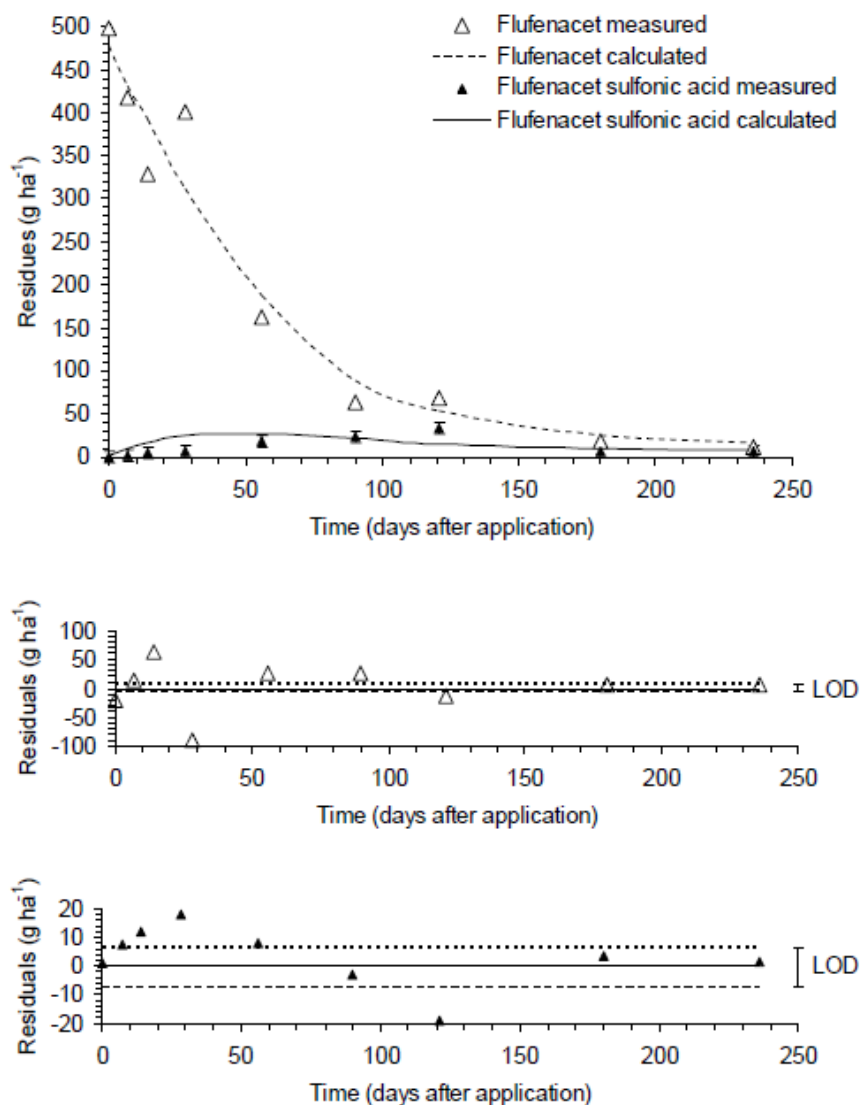 500
450
400
350
300
250
200
150
100
50
0
Residues (g ha⁻¹)
Flufenacet measured
Flufenacet calculated
Flufenacet sulfonic acid measured
Flufenacet sulfonic acid calculated
0 50 100 150 200 250
Time (days after application)
100
50
0
-50
-100
Residuals (g ha⁻¹)
LOD
0 50 100 150 200 250
Time (days after application)
20
10
0
-10
-20
Residuals (g ha⁻¹)
LOD
0 50 100 150 200 250
Time (days after application)